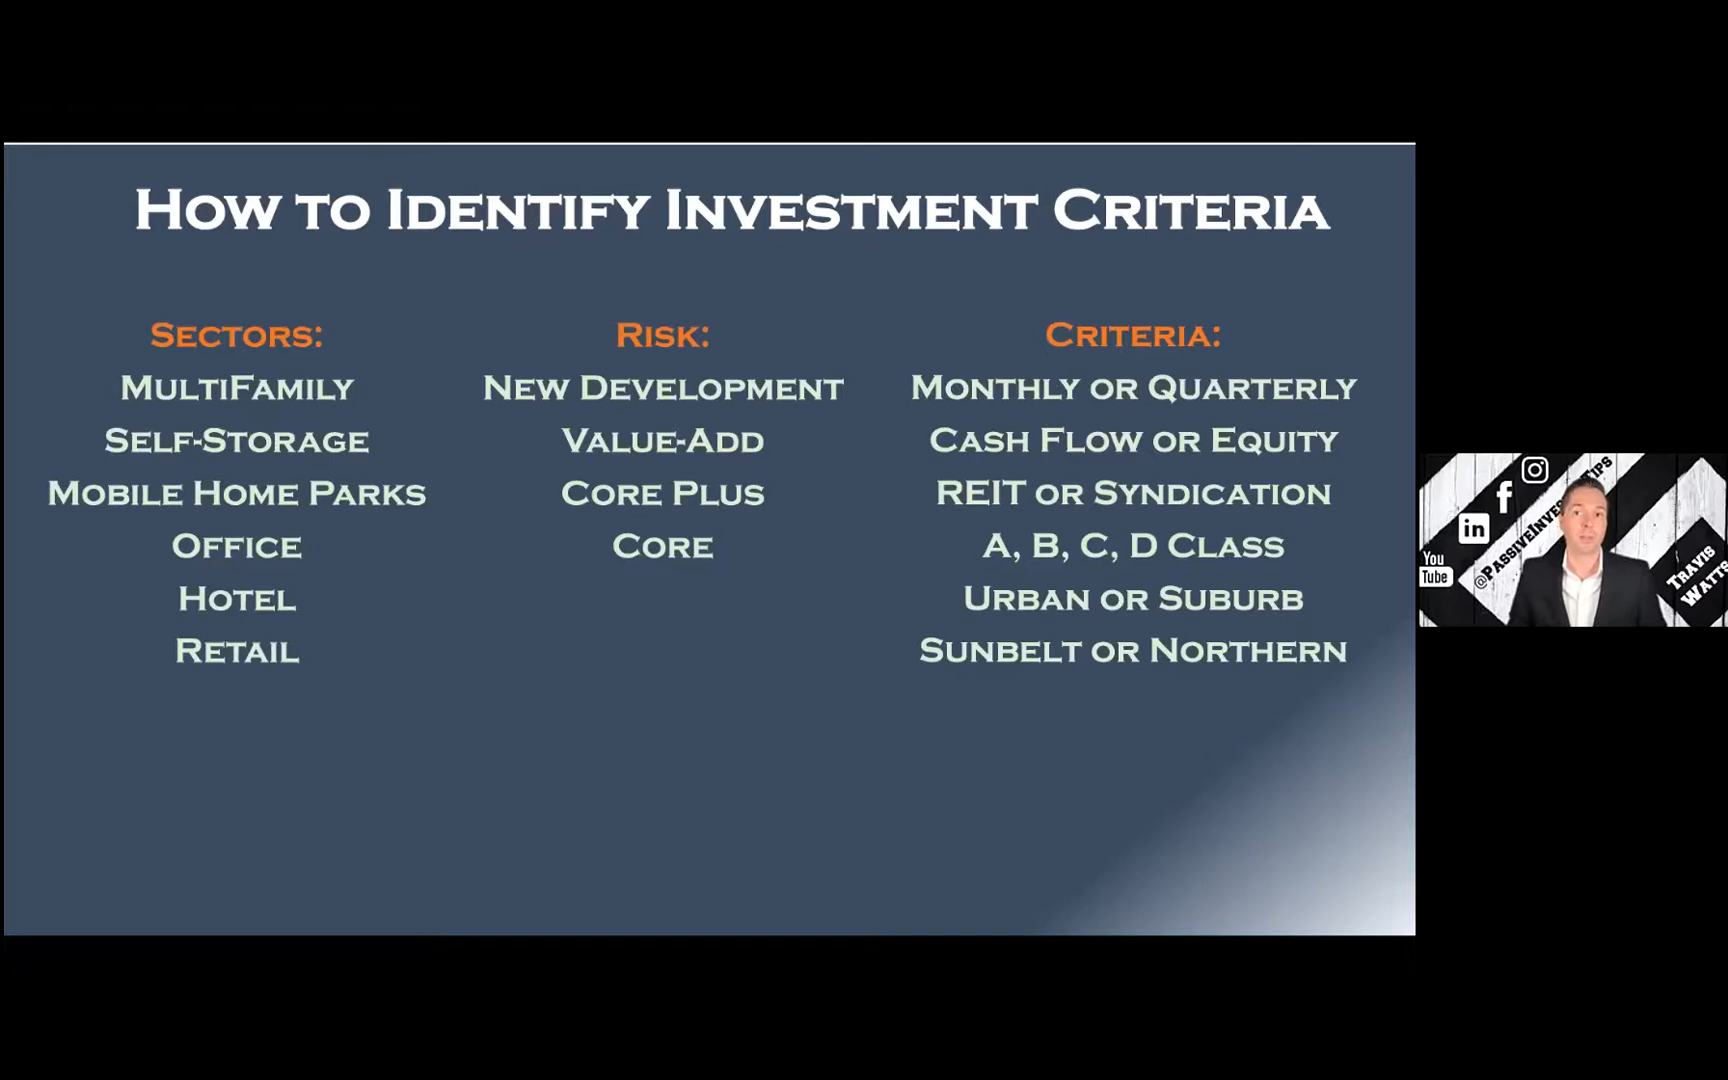 How to Identify Investment Criteria
Sectors:
MultiFamily
Self-Storage
Mobile Home Parks
Office
Hotel
Retail
Risk:
New Development
Value-Add
Core Plus
Core
Criteria:
Monthly or Quarterly
Cash Flow or Equity
REIT or Syndication
A, B, C, D Class
Urban or Suburb
Sunbelt or Northern
f
in
You
Tube
Travis
Watts